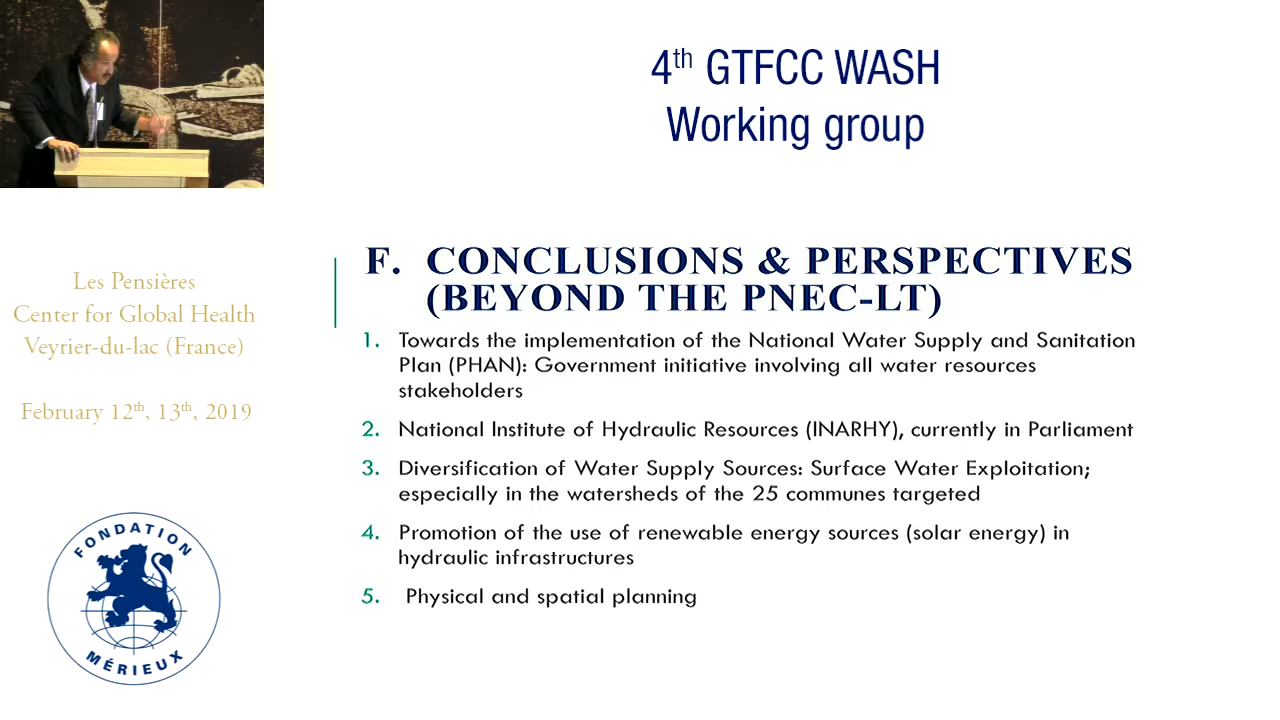 4th GTFCC WASH
Working group
Les Pensières
Center for Global Health
Veyrier-du-lac (France)
February 12th, 13th, 2019
FONDATION
MÉRIEUX
F. CONCLUSIONS & PERSPECTIVES
(BEYOND THE PNEC-LT)
1. Towards the implementation of the National Water Supply and Sanitation
Plan (PHAN): Government initiative involving all water resources
stakeholders
2. National Institute of Hydraulic Resources (INARHY), currently in Parliament
3. Diversification of Water Supply Sources: Surface Water Exploitation;
especially in the watersheds of the 25 communes targeted
4. Promotion of the use of renewable energy sources (solar energy) in
hydraulic infrastructures
5. Physical and spatial planning